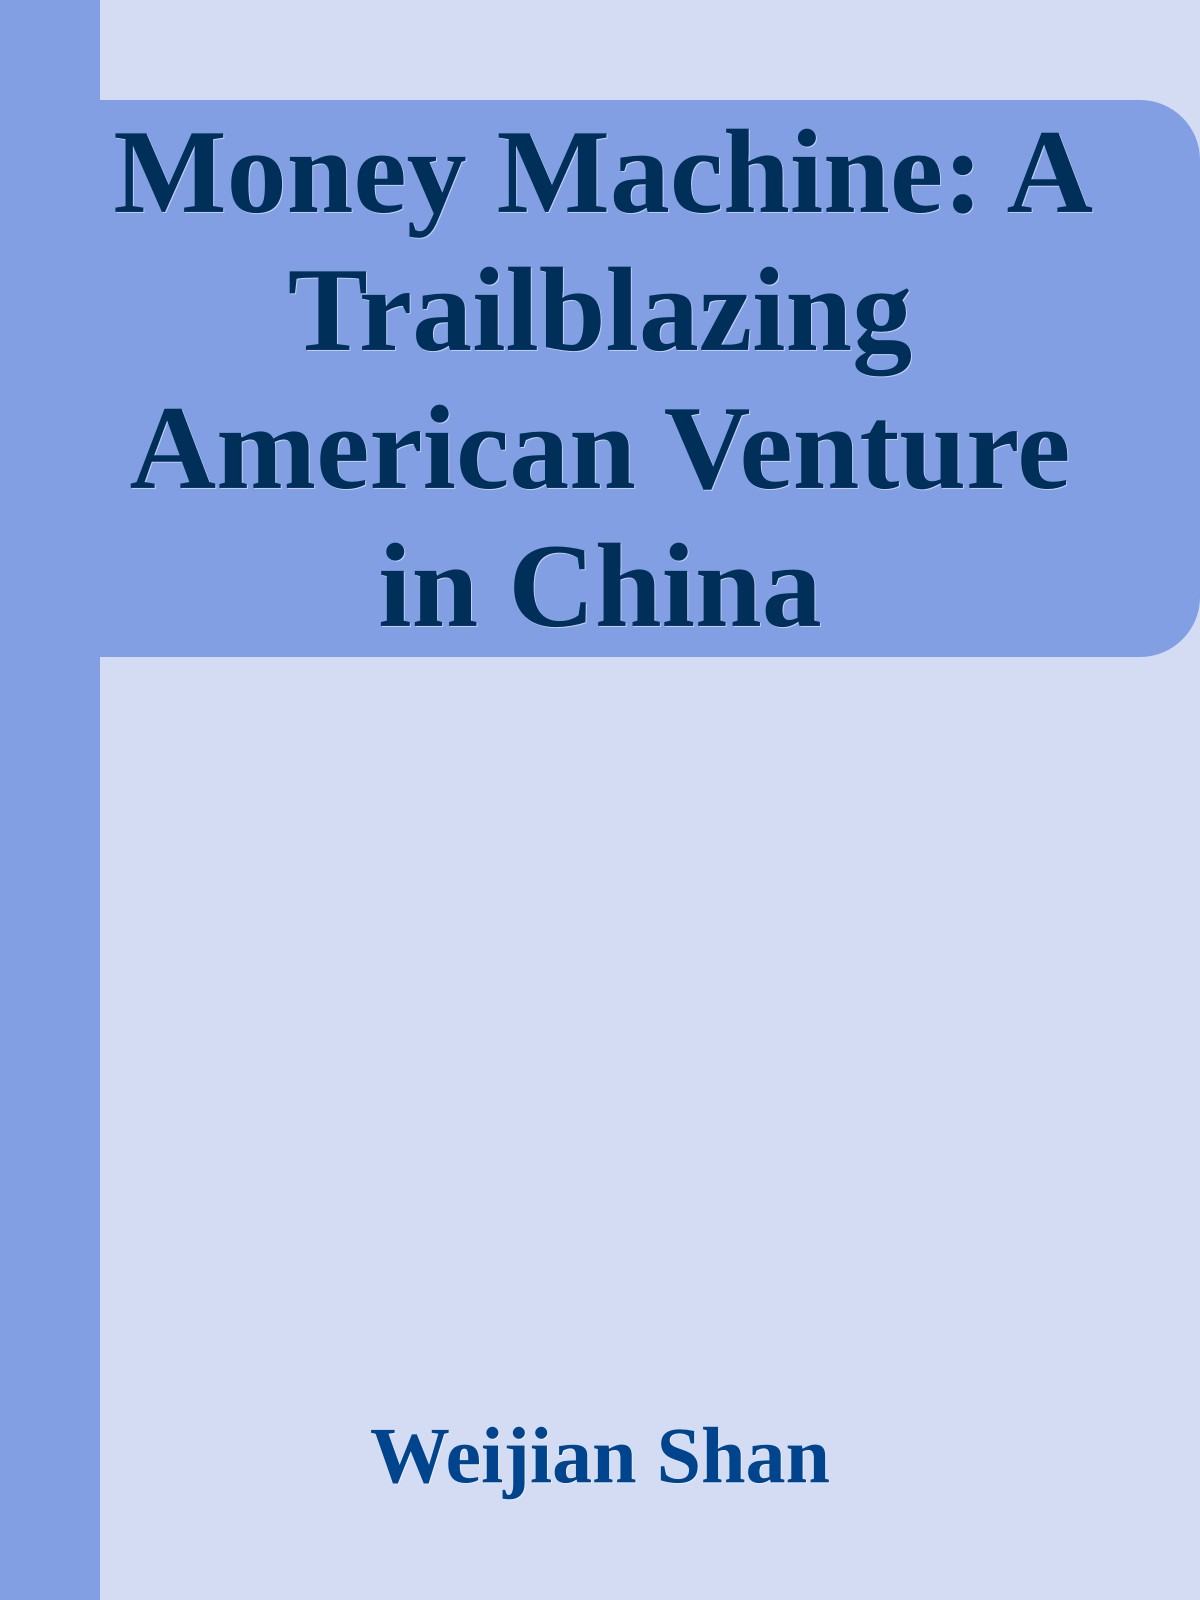 Money Machine: A
Trailblazing
American Venture
in China
Weijian Shan